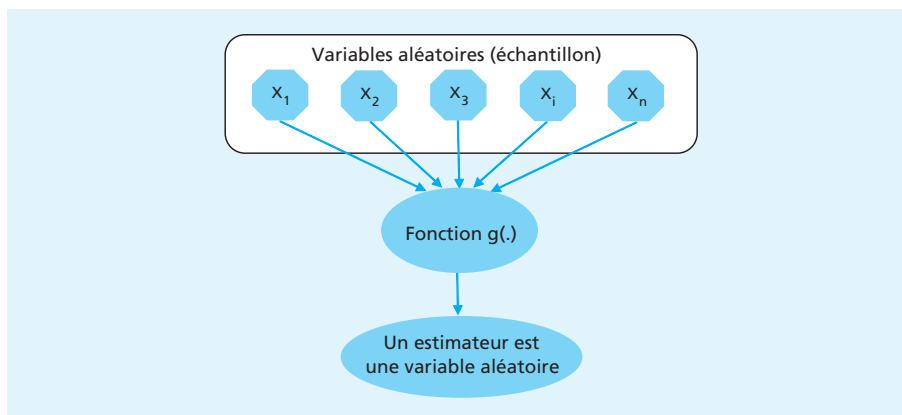 Variables aléatoires (échantillon)
X1 X2 X3 Xi Xn
Fonction g(.)
Un estimateur est
une variable aléatoire